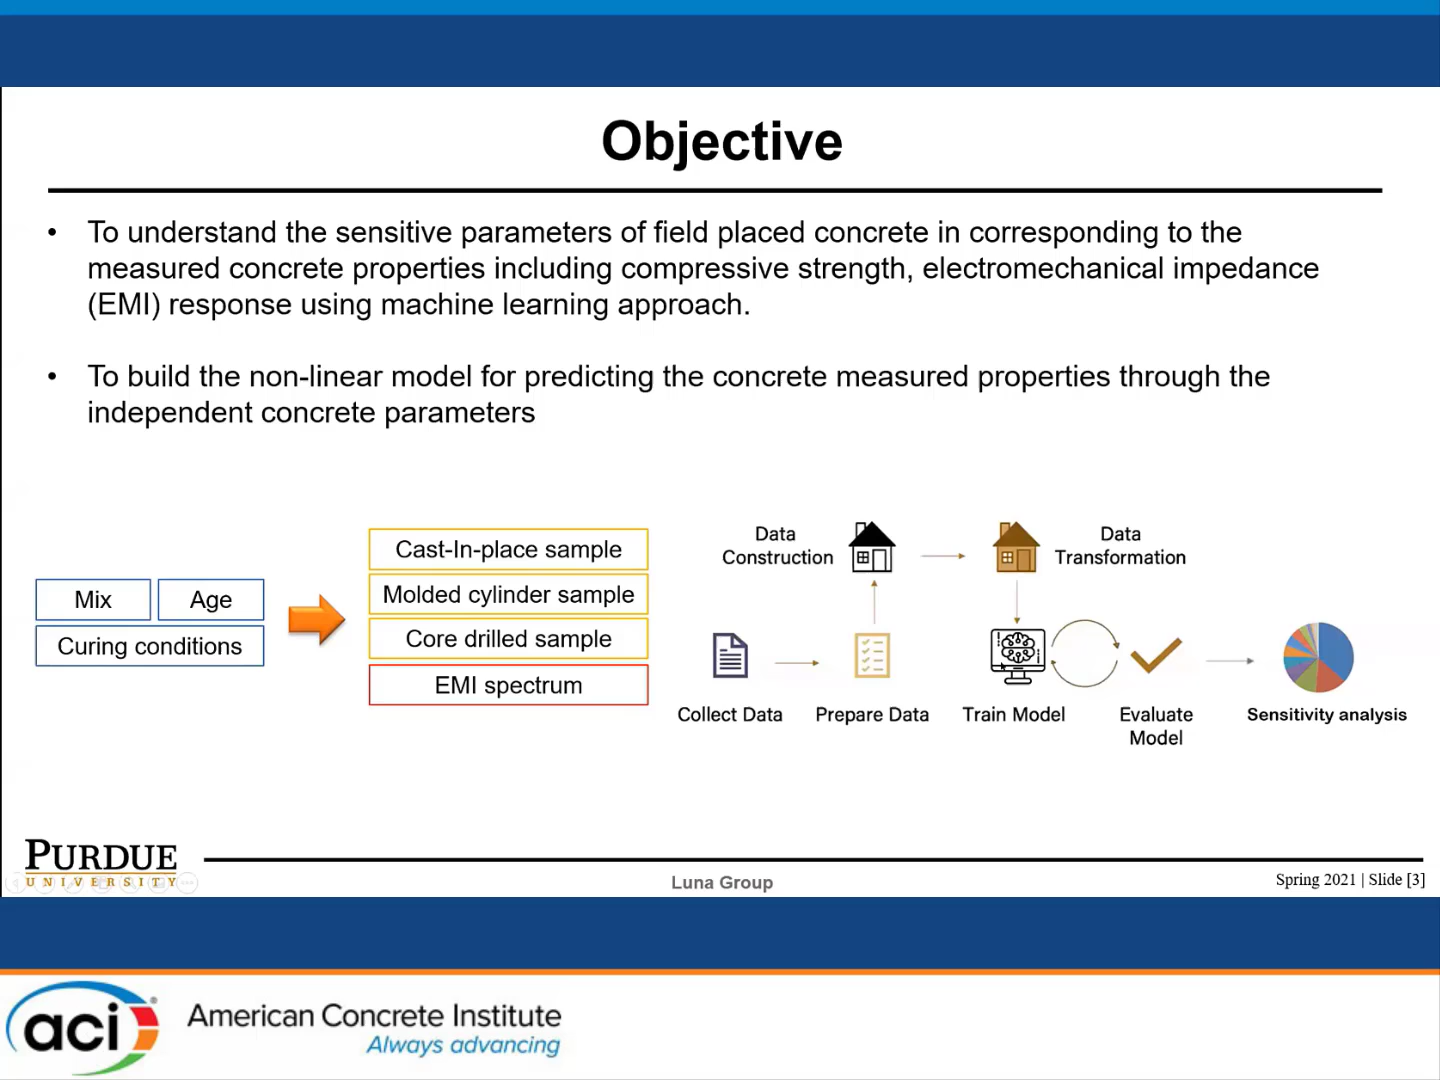 Objective
• To understand the sensitive parameters of field placed concrete in corresponding to the
measured concrete properties including compressive strength, electromechanical impedance
(EMI) response using machine learning approach.
• To build the non-linear model for predicting the concrete measured properties through the
independent concrete parameters
Mix
Age
Curing conditions
Cast-In-place sample
Molded cylinder sample
Core drilled sample
EMI spectrum
Data
Construction
Data
Transformation
Collect Data
Prepare Data
Train Model
Evaluate
Model
Sensitivity analysis
PURDUE
UNIVERSITY
Luna Group
Spring 2021 | Slide [3]
aci
American Concrete Institute
Always advancing